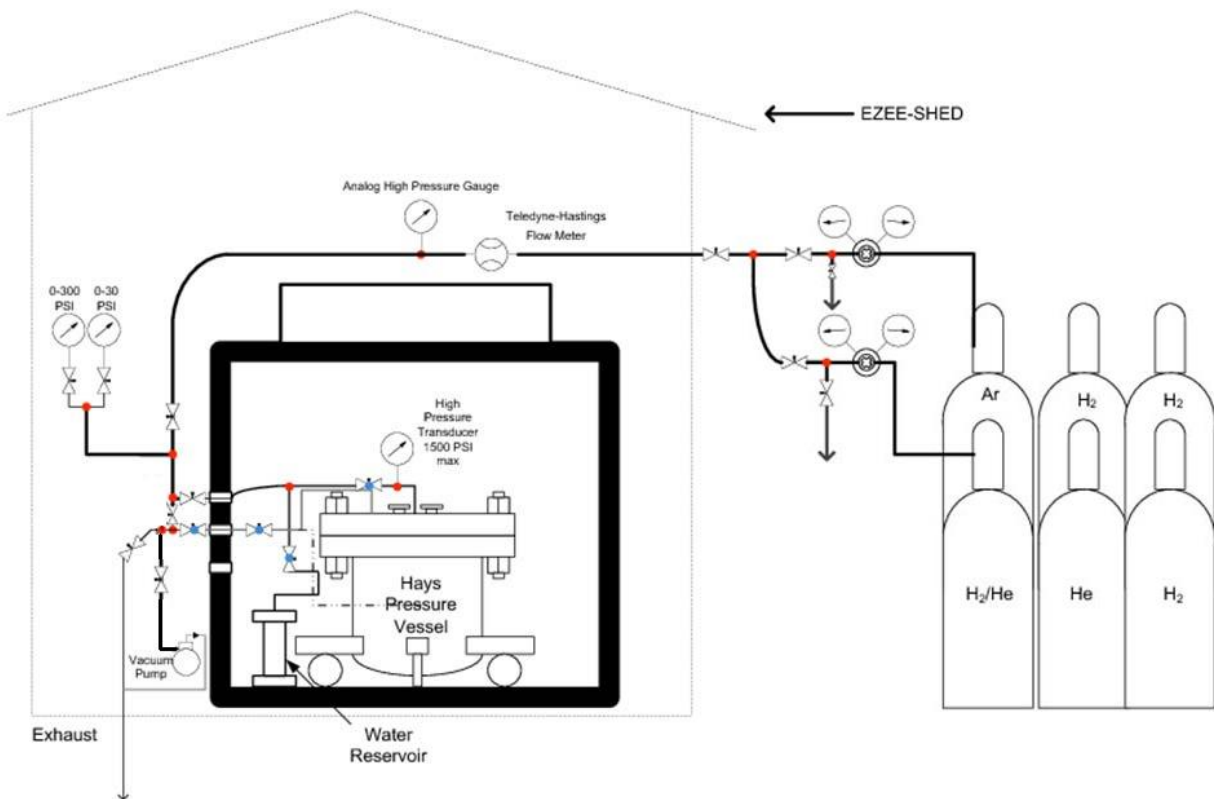 EZEE-SHED
Analog High Pressure Gauge
Teledyne-Hastings
Flow Meter
0-300
PSI
0-30
PSI
High
Pressure
Transducer
1500 PSI
max
Ar
H₂
H₂
Hays
Pressure
Vessel
H₂/He
He
H₂
Vacuum
Pump
Exhaust
Water
Reservoir